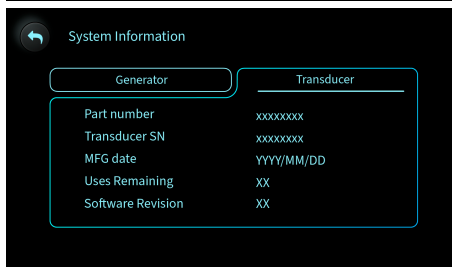 System Information
Generator Transducer
Part number xxxxxxxx
Transducer SN xxxxxxxx
MFG date YYYY/MM/DD
Uses Remaining XX
Software Revision XX